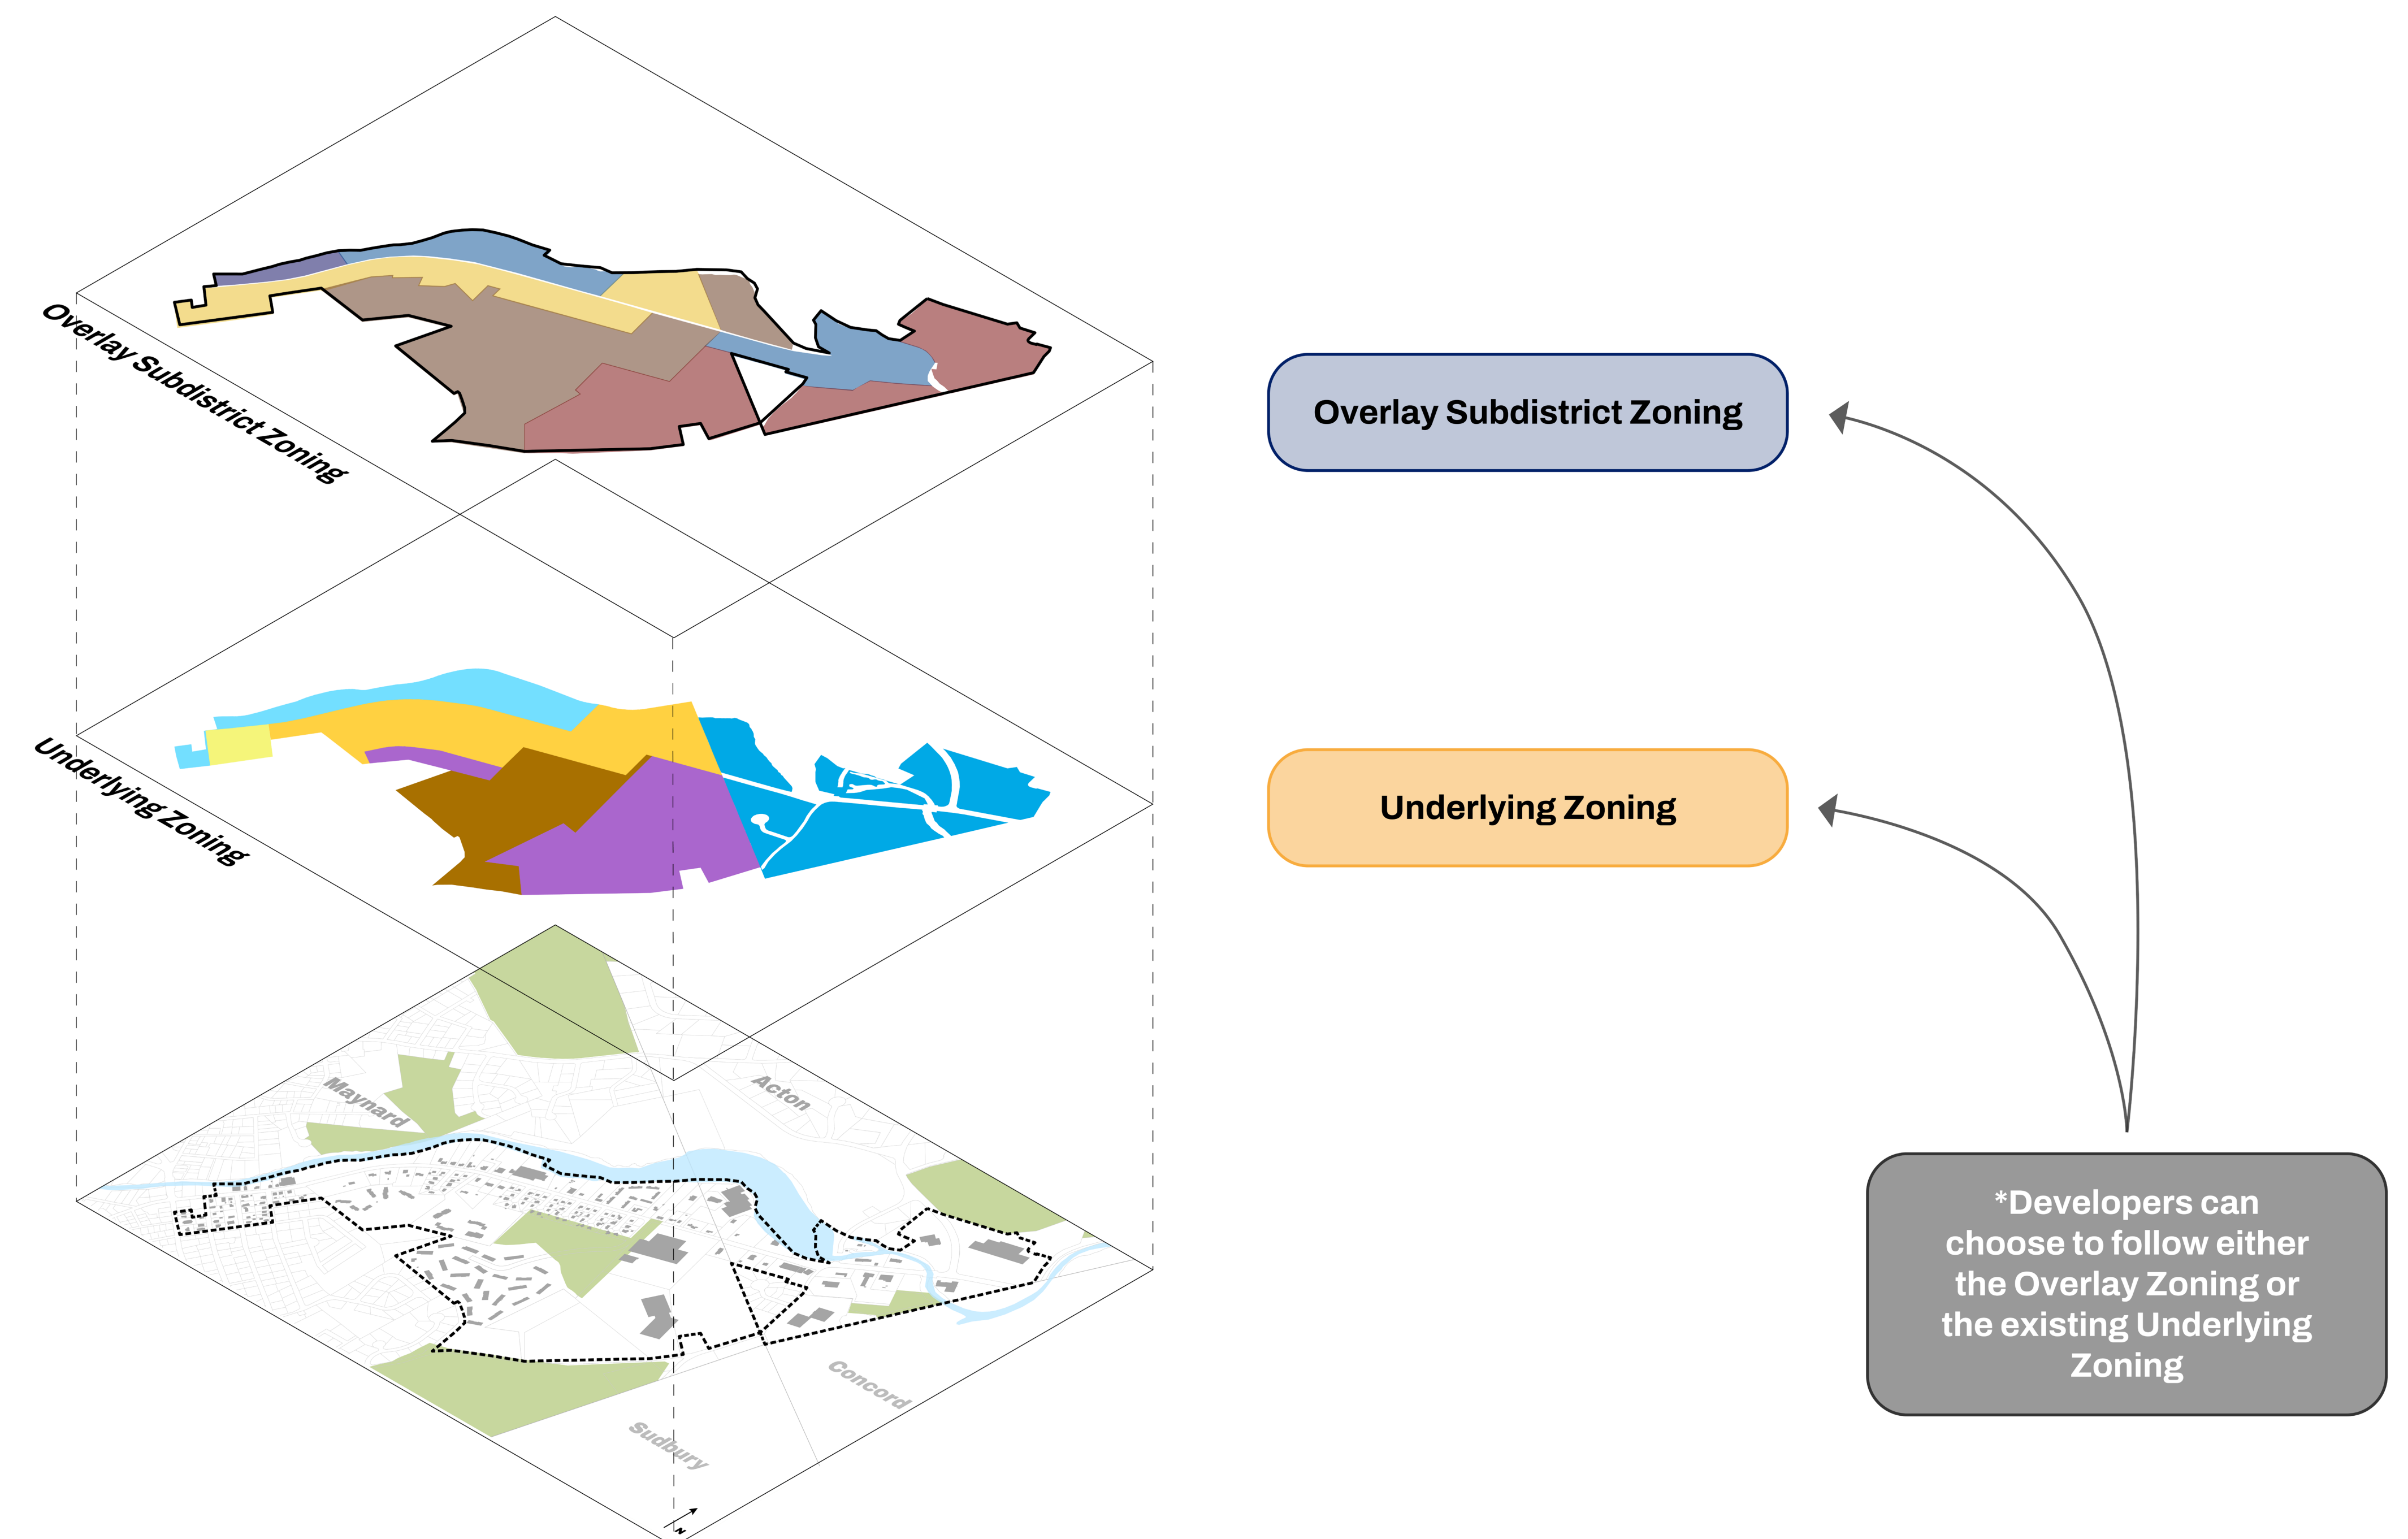 Overlay Subdistrict Zoning
Overlay Subdistrict Zoning
Underlying Zoning
Underlying Zoning
Maynard
Acton
*Developers can
choose to follow either
the Overlay Zoning or
the existing Underlying
Zoning
Concord
Sudbury
N